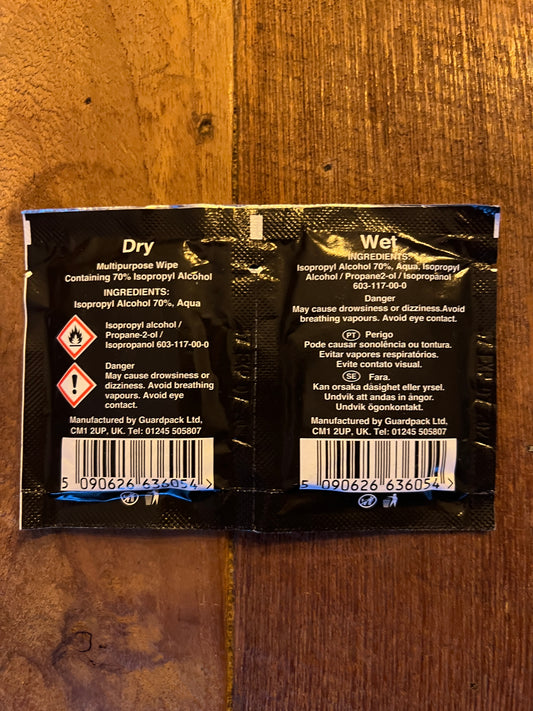 Dry
Multipurpose Wipe
Containing 70% Isopropyl Alcohol
INGREDIENTS:
Isopropyl Alcohol 70%, Aqua
Isopropyl alcohol /
Propane-2-ol /
Isopropanol 603-117-00-0
Danger
May cause drowsiness or
dizziness. Avoid breathing
vapours. Avoid eye
contact.
Manufactured by Guardpack Ltd,
CM1 2UP, UK. Tel: 01245 505807
5 090626 636054 >
Wet
INGREDIENTS:
Isopropyl Alcohol 70%, Aqua, Isopropyl
Alcohol / Propane2-ol / Isopropanol
603-117-00-0
Danger
May cause drowsiness or dizziness.Avoid
breathing vapours. Avoid eye contact.
PT Perigo
Pode causar sonolência ou tontura.
Evitar vapores respiratórios.
Evite contato visual.
SE Fara.
Kan orsaka dåsighet eller yrsel.
Undvik att andas in ångor.
Undvik ögonkontakt.
Manufactured by Guardpack Ltd,
CM1 2UP, UK. Tel: 01245 505807
5 090626 636054 >